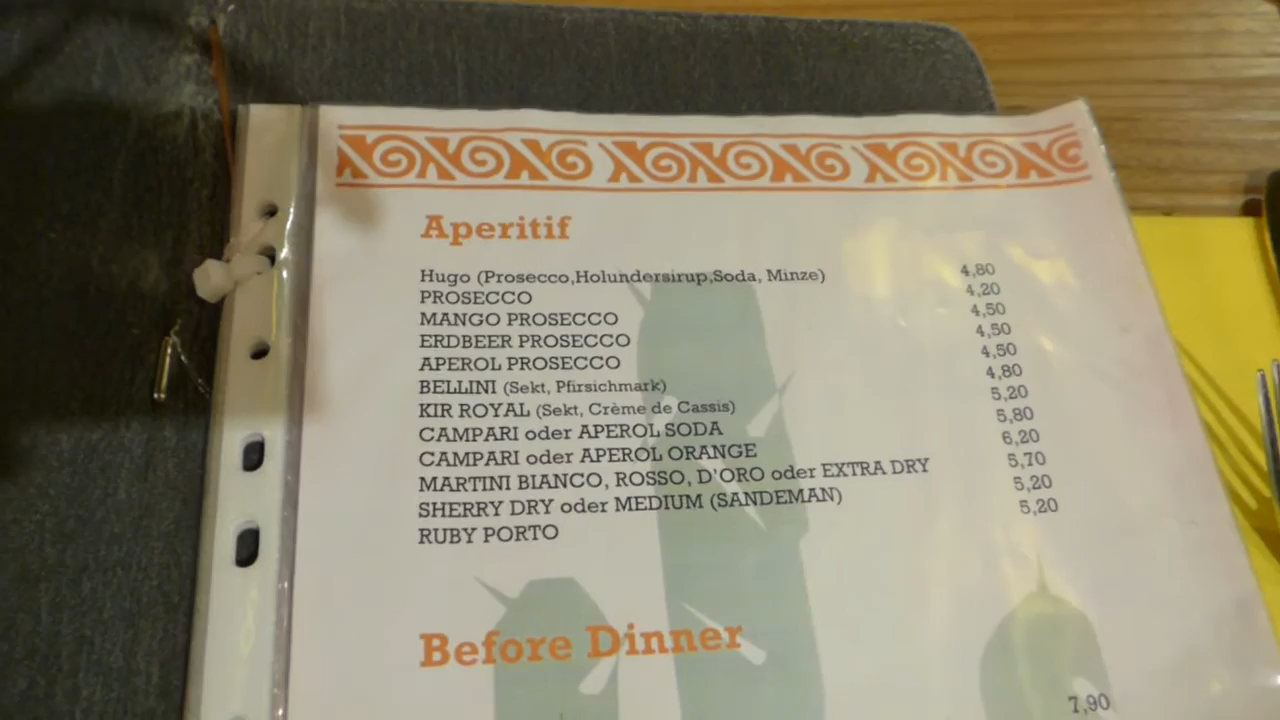 Aperitif
Hugo (Prosecco,Holundersirup,Soda, Minze) 4,80
PROSECCO 4,20
MANGO PROSECCO 4,50
ERDBEER PROSECCO 4,50
APEROL PROSECCO 4,50
BELLINI (Sekt, Pfirsichmark) 4,80
KIR ROYAL (Sekt, Crème de Cassis) 5,20
CAMPARI oder APEROL SODA 5,80
CAMPARI oder APEROL ORANGE 6,20
MARTINI BIANCO, ROSSO, D'ORO oder EXTRA DRY 5,70
SHERRY DRY oder MEDIUM (SANDEMAN) 5,20
RUBY PORTO 5,20
Before Dinner
7,90